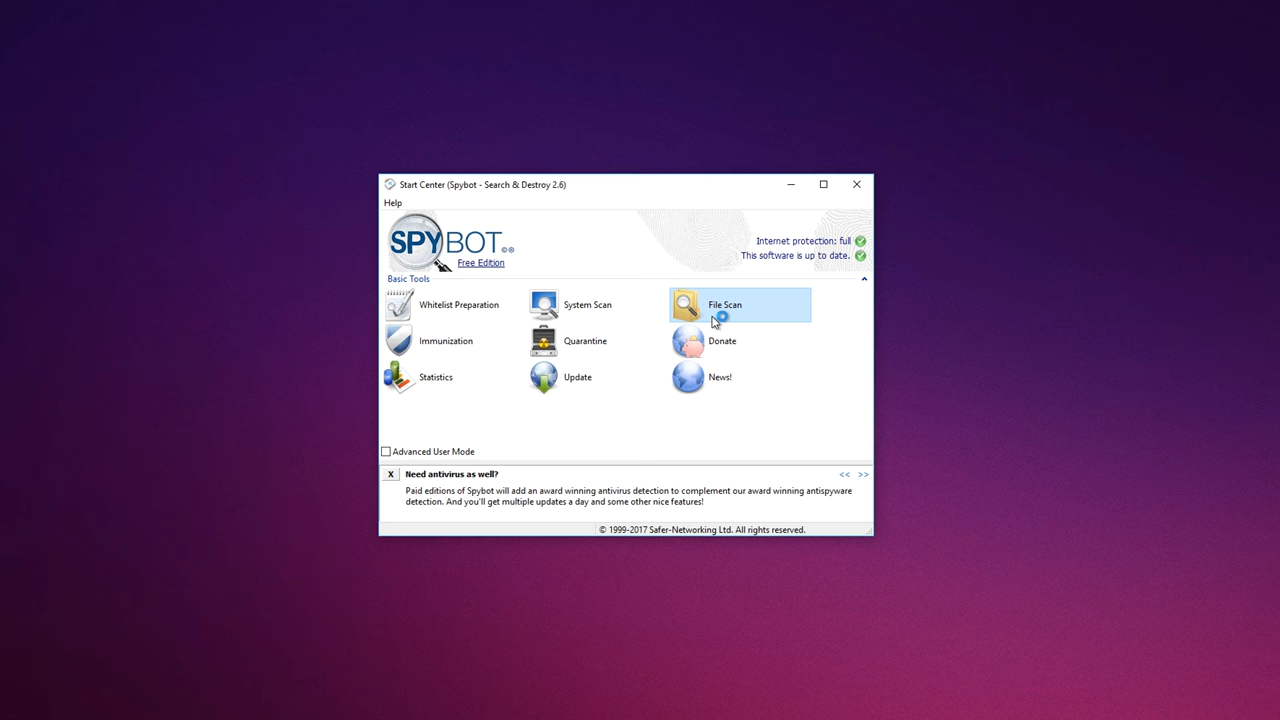 Start Center (Spybot - Search & Destroy 2.6)
Help
SPYBOT
Free Edition
Internet protection: full
This software is up to date.
Basic Tools
Whitelist Preparation
System Scan
File Scan
Immunization
Quarantine
Donate
Statistics
Update
News!
Advanced User Mode
X Need antivirus as well? << >>
Paid editions of Spybot will add an award winning antivirus detection to complement our award winning antispyware
detection. And you'll get multiple updates a day and some other nice features!
© 1999-2017 Safer-Networking Ltd. All rights reserved.